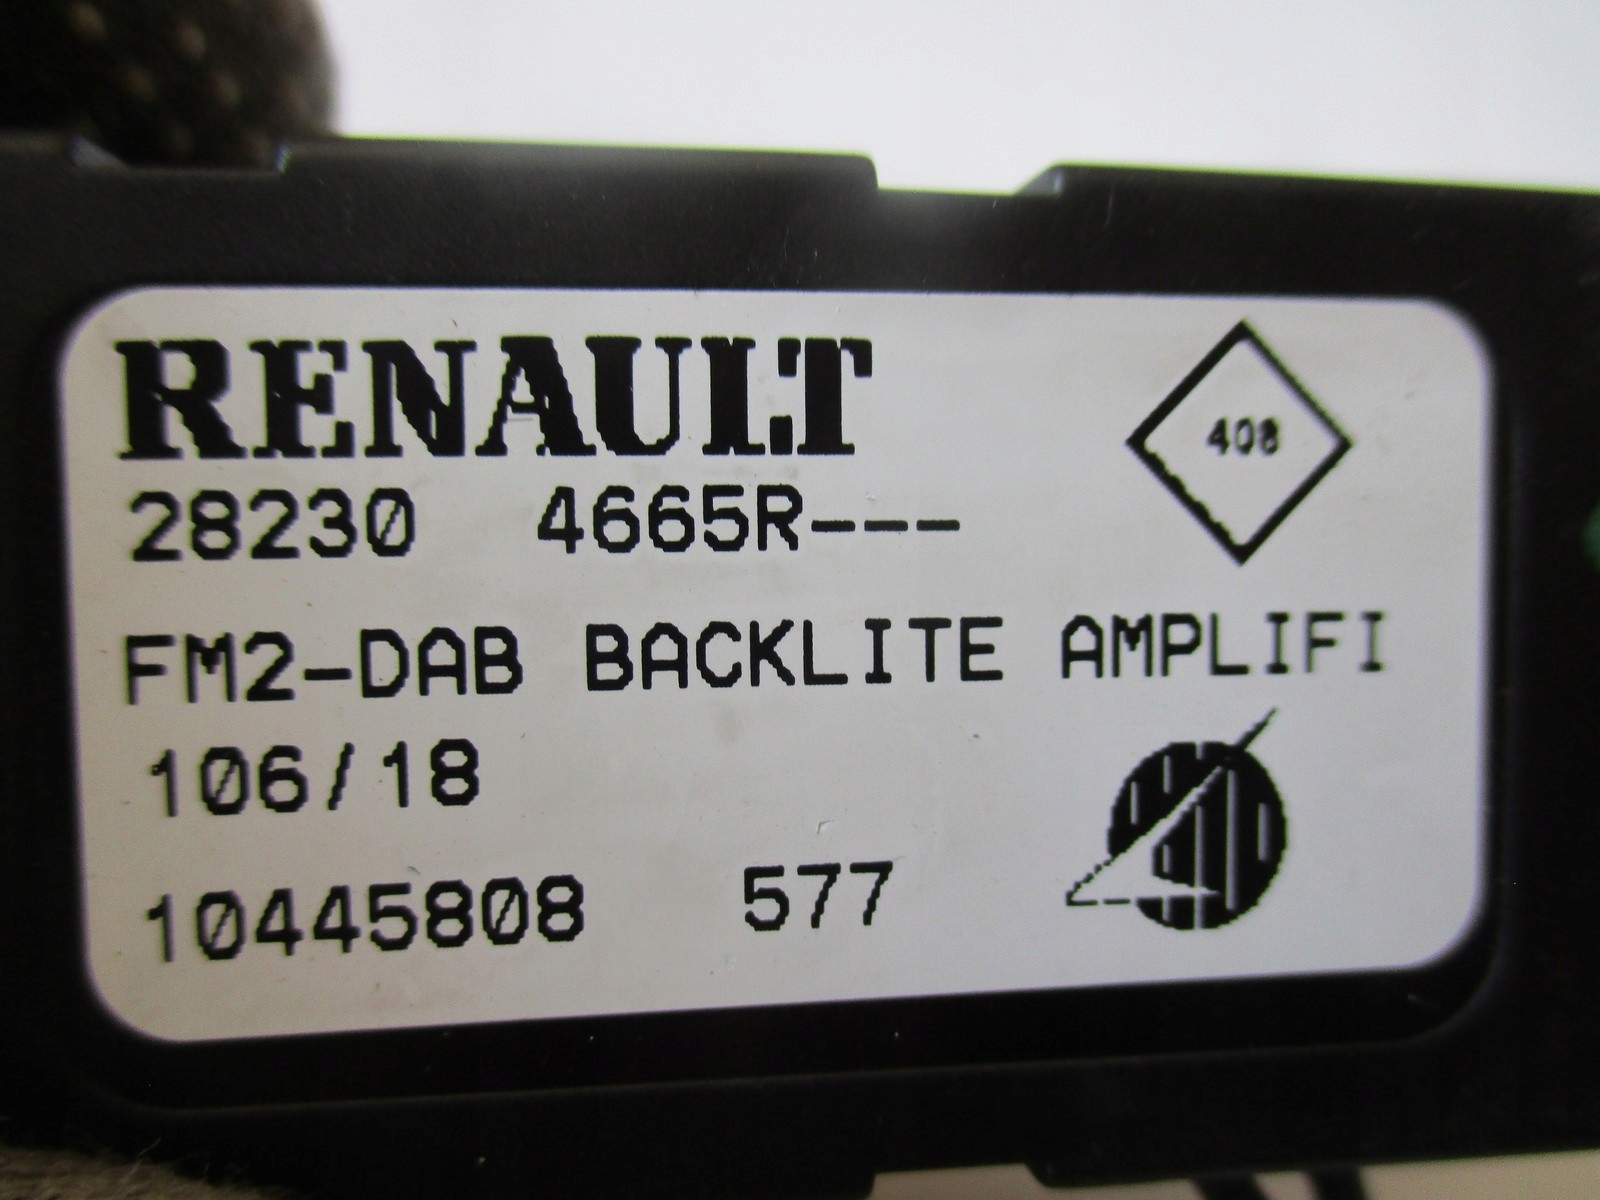 RENAULT
408
28230 4665R---
FM2-DAB BACKLITE AMPLIFI
106/18
10445808 577